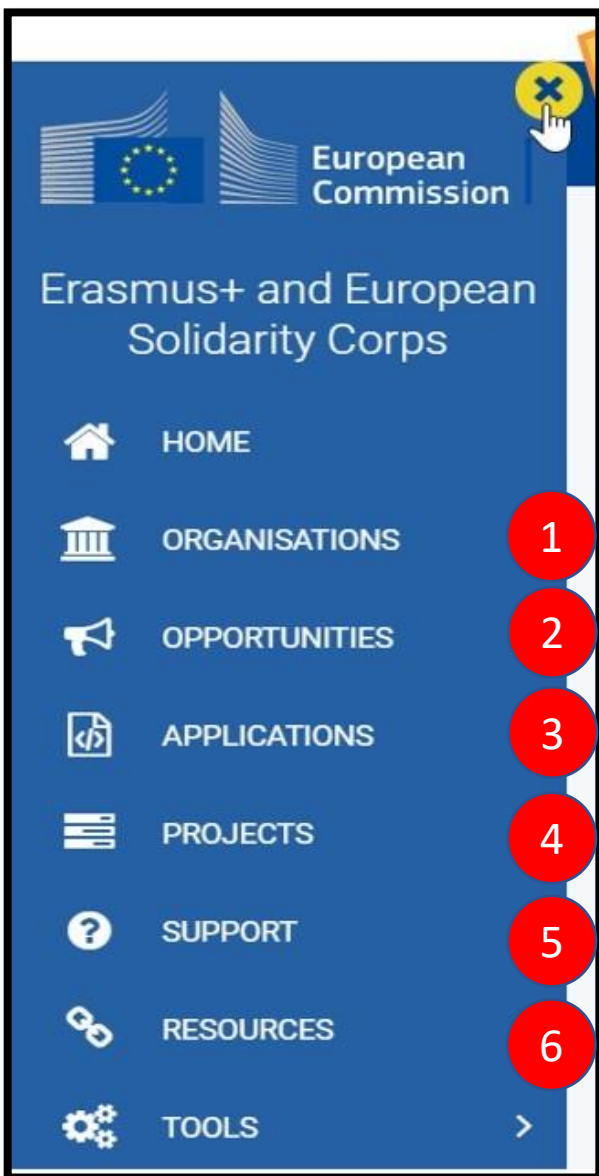 European
Commission
Erasmus+ and European
Solidarity Corps
HOME
ORGANISATIONS 1
OPPORTUNITIES 2
APPLICATIONS 3
PROJECTS 4
SUPPORT 5
RESOURCES 6
TOOLS